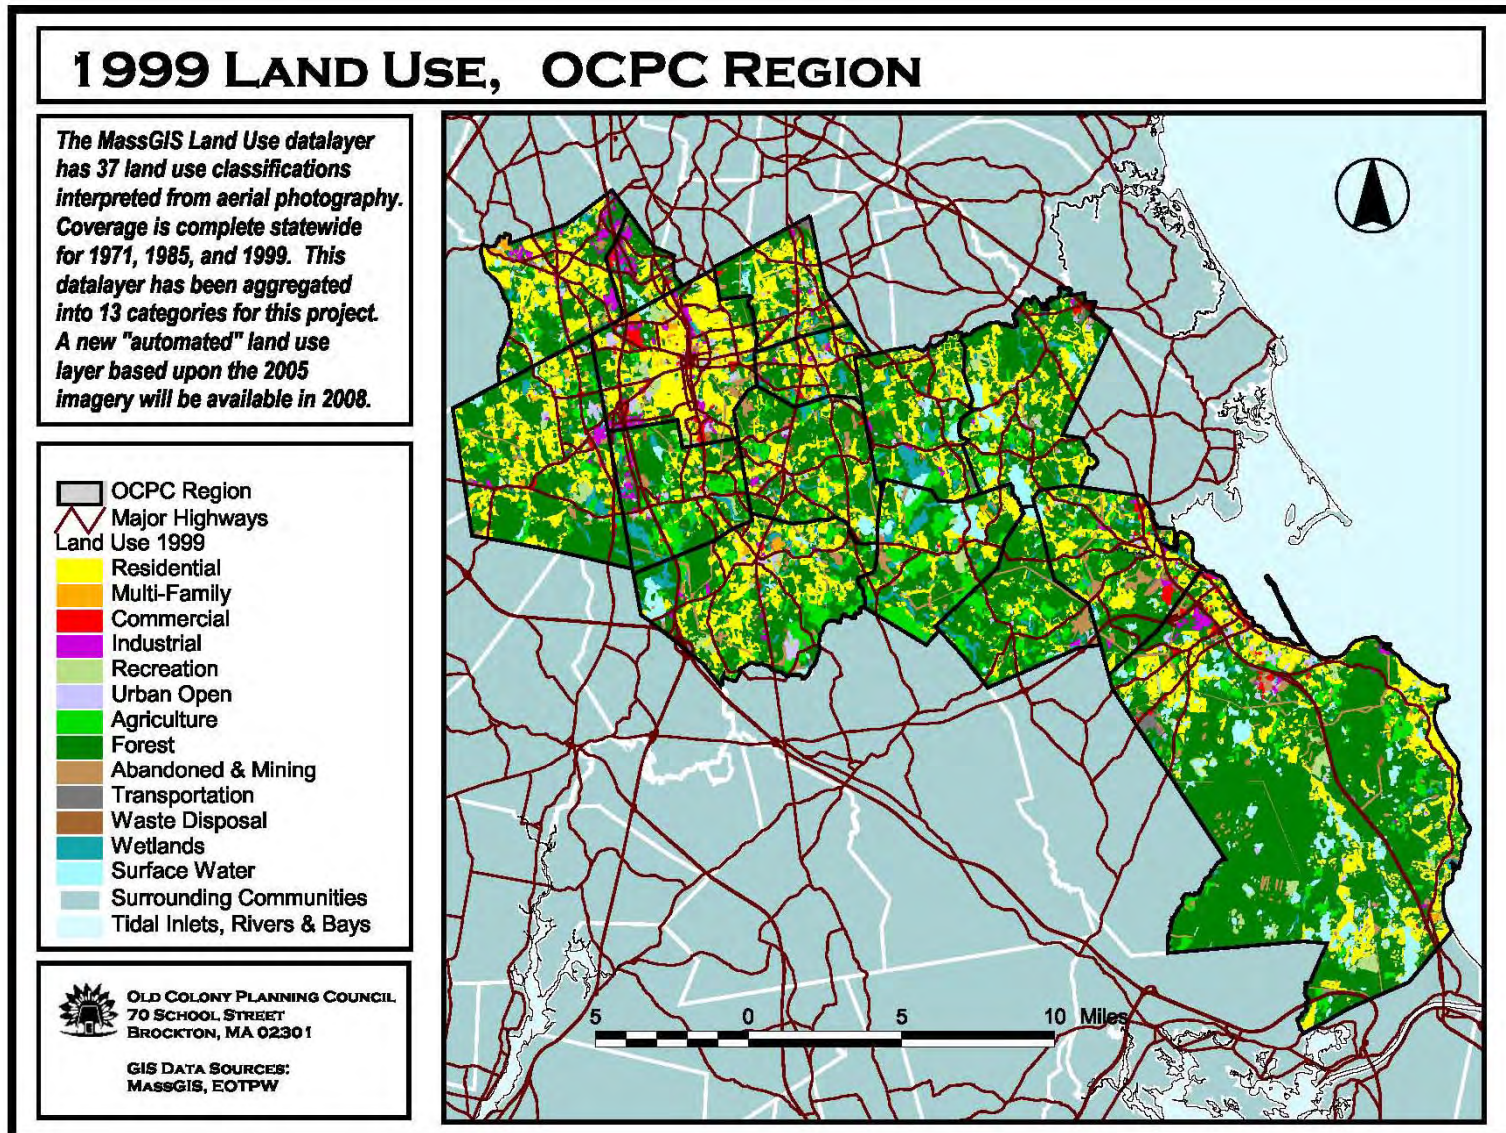 1999 LAND USE, OCPC REGION
The MassGIS Land Use datalayer
has 37 land use classifications
interpreted from aerial photography.
Coverage is complete statewide
for 1971, 1985, and 1999. This
datalayer has been aggregated
into 13 categories for this project.
A new "automated" land use
layer based upon the 2005
imagery will be available in 2008.
OCPC Region
Major Highways
Land Use 1999
Residential
Multi-Family
Commercial
Industrial
Recreation
Urban Open
Agriculture
Forest
Abandoned & Mining
Transportation
Waste Disposal
Wetlands
Surface Water
Surrounding Communities
Tidal Inlets, Rivers & Bays
OLD COLONY PLANNING COUNCIL
70 SCHOOL STREET
BROCKTON, MA 02301
GIS DATA SOURCES:
MASSGIS, EOTPW
5 0 5 10 Miles